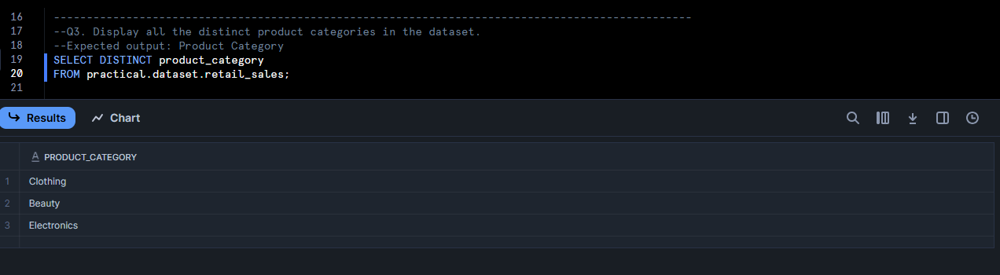 16 -------------------------------------------------------------------------------------------------
17 --Q3. Display all the distinct product categories in the dataset.
18 --Expected output: Product Category
19 SELECT DISTINCT product_category
20 FROM practical.dataset.retail_sales;
21
Results Chart
A PRODUCT_CATEGORY
1 Clothing
2 Beauty
3 Electronics